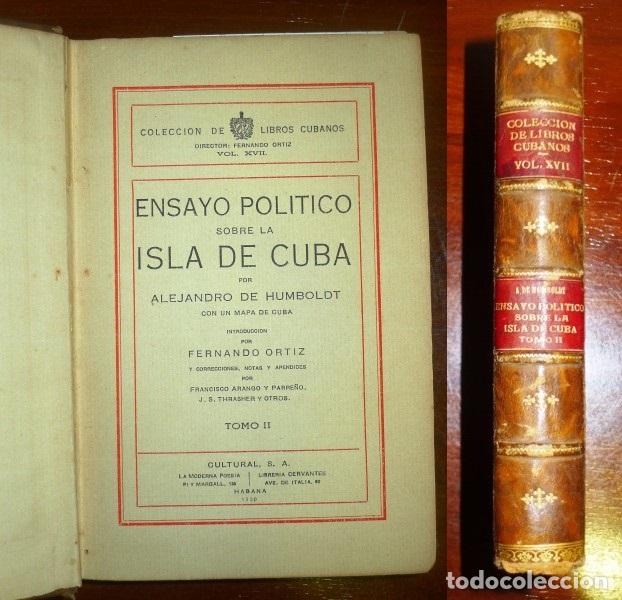 COLECCION DE LIBROS CUBANOS
DIRECTOR: FERNANDO ORTIZ
VOL. XVII.
ENSAYO POLITICO
SOBRE LA
ISLA DE CUBA
POR
ALEJANDRO DE HUMBOLDT
CON UN MAPA DE CUBA
INTRODUCCION
POR
FERNANDO ORTIZ
Y CORRECCIONES, NOTAS Y APENDICES
POR
FRANCISCO ARANGO Y PARREÑO,
J. S. THRASHER Y OTROS.
TOMO II
CULTURAL, S. A.
LA MODERNA POESIA
PI Y MARGALL, 135
LIBRERIA CERVANTES
AVE. DE ITALIA, 62
HABANA
1930
COLECCION
DE LIBROS
CUBANOS
VOL. XVII
A. DE HUMBOLDT
ENSAYO POLITICO
SOBRE LA
ISLA DE CUBA
TOMO II
todocoleccion